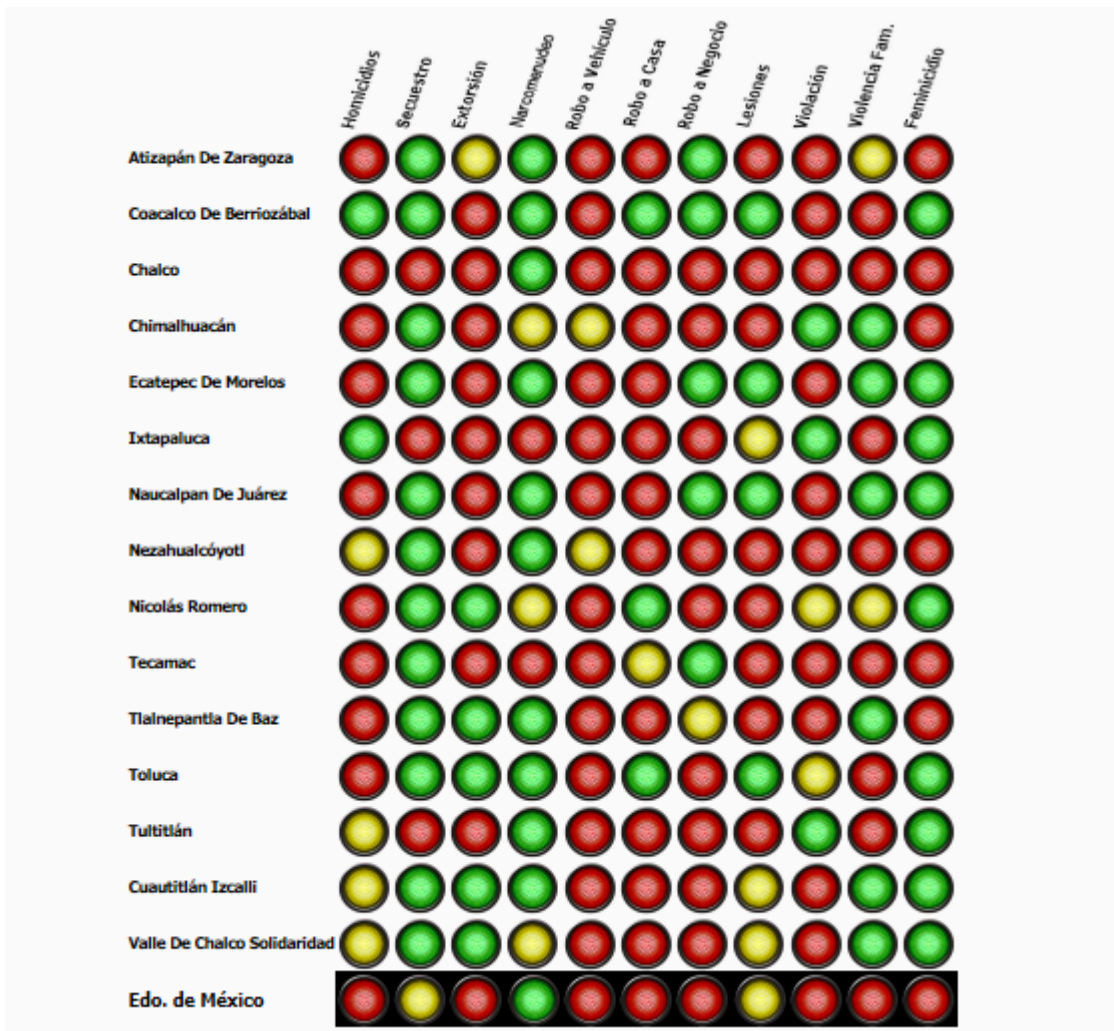 Homicidios
Secuestro
Extorsión
Narcomenudeo
Robo a Vehículo
Robo a Casa
Robo a Negocio
Lesiones
Violación
Violencia Fam.
Feminicidio
Atizapán De Zaragoza
Coacalco De Berriozábal
Chalco
Chimalhuacán
Ecatepec De Morelos
Ixtapaluca
Naucalpan De Juárez
Nezahualcóyotl
Nicolás Romero
Tecamac
Tlalnepantla De Baz
Toluca
Tultitlán
Cuautitlán Izcalli
Valle De Chalco Solidaridad
Edo. de México